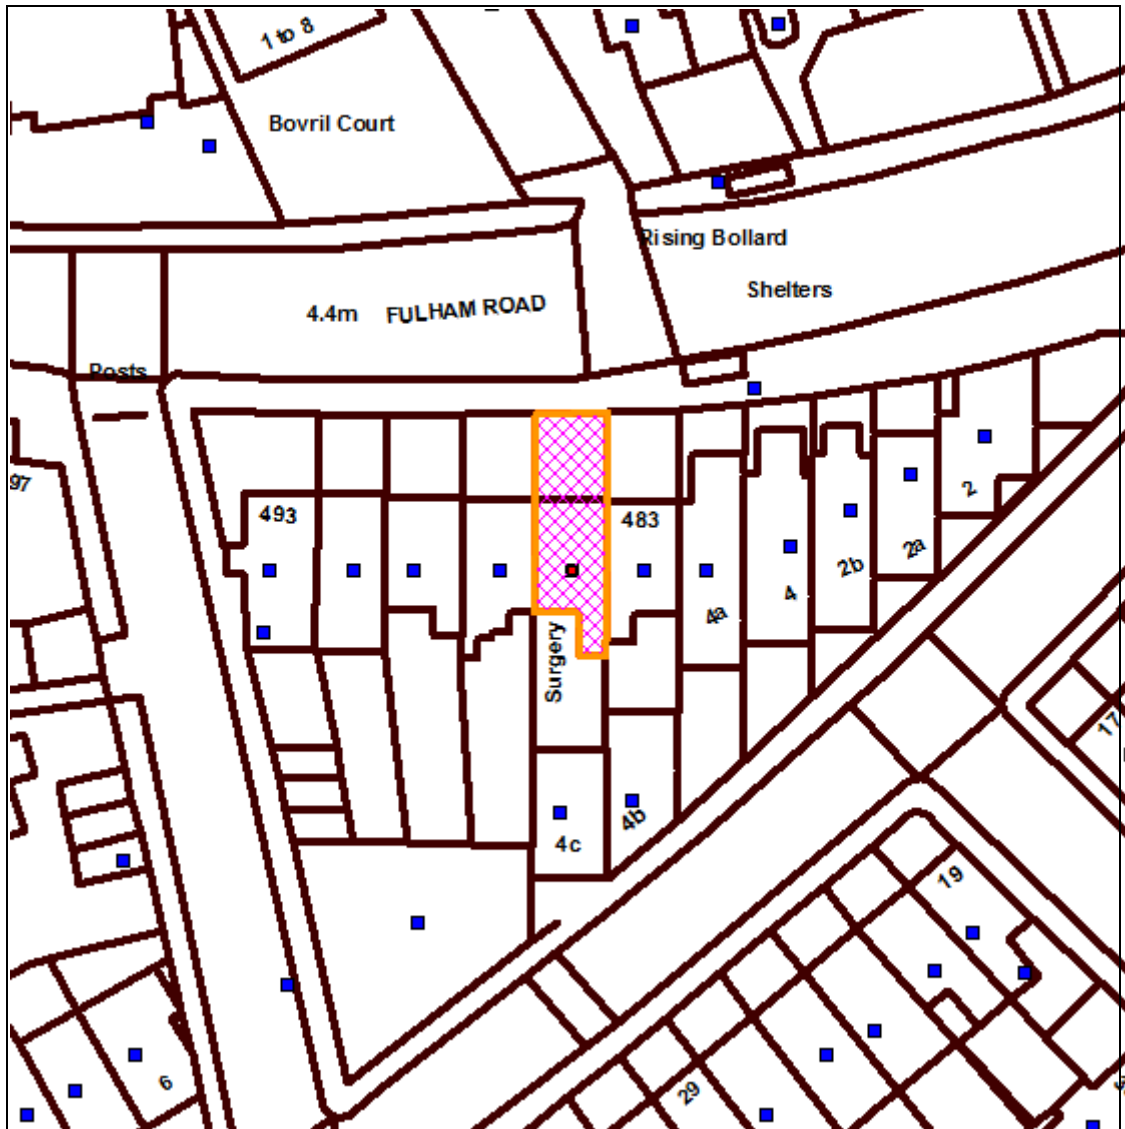 1 to 8
Bovril Court
Rising Bollard
Shelters
4.4m FULHAM ROAD
Posts
97
493
483
2
2a
2b
4
4a
Surgery
17
4b
4c
19
29
6